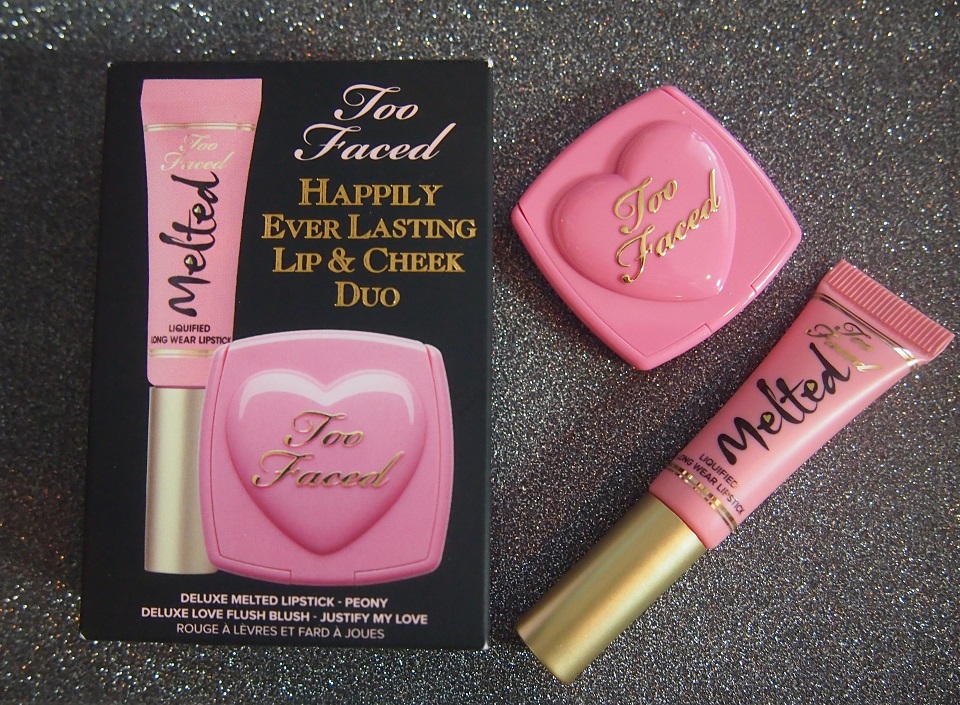 Too
Faced
HAPPILY
EVER LASTING
LIP & CHEEK
DUO
Too
Faced
Melted
LIQUIFIED
LONG WEAR LIPSTICK
Too
Faced
DELUXE MELTED LIPSTICK - PEONY
DELUXE LOVE FLUSH BLUSH - JUSTIFY MY LOVE
ROUGE À LÈVRES ET FARD À JOUES
Too
Faced
Too
Faced
Melted
LIQUIFIED
LONG WEAR LIPSTICK